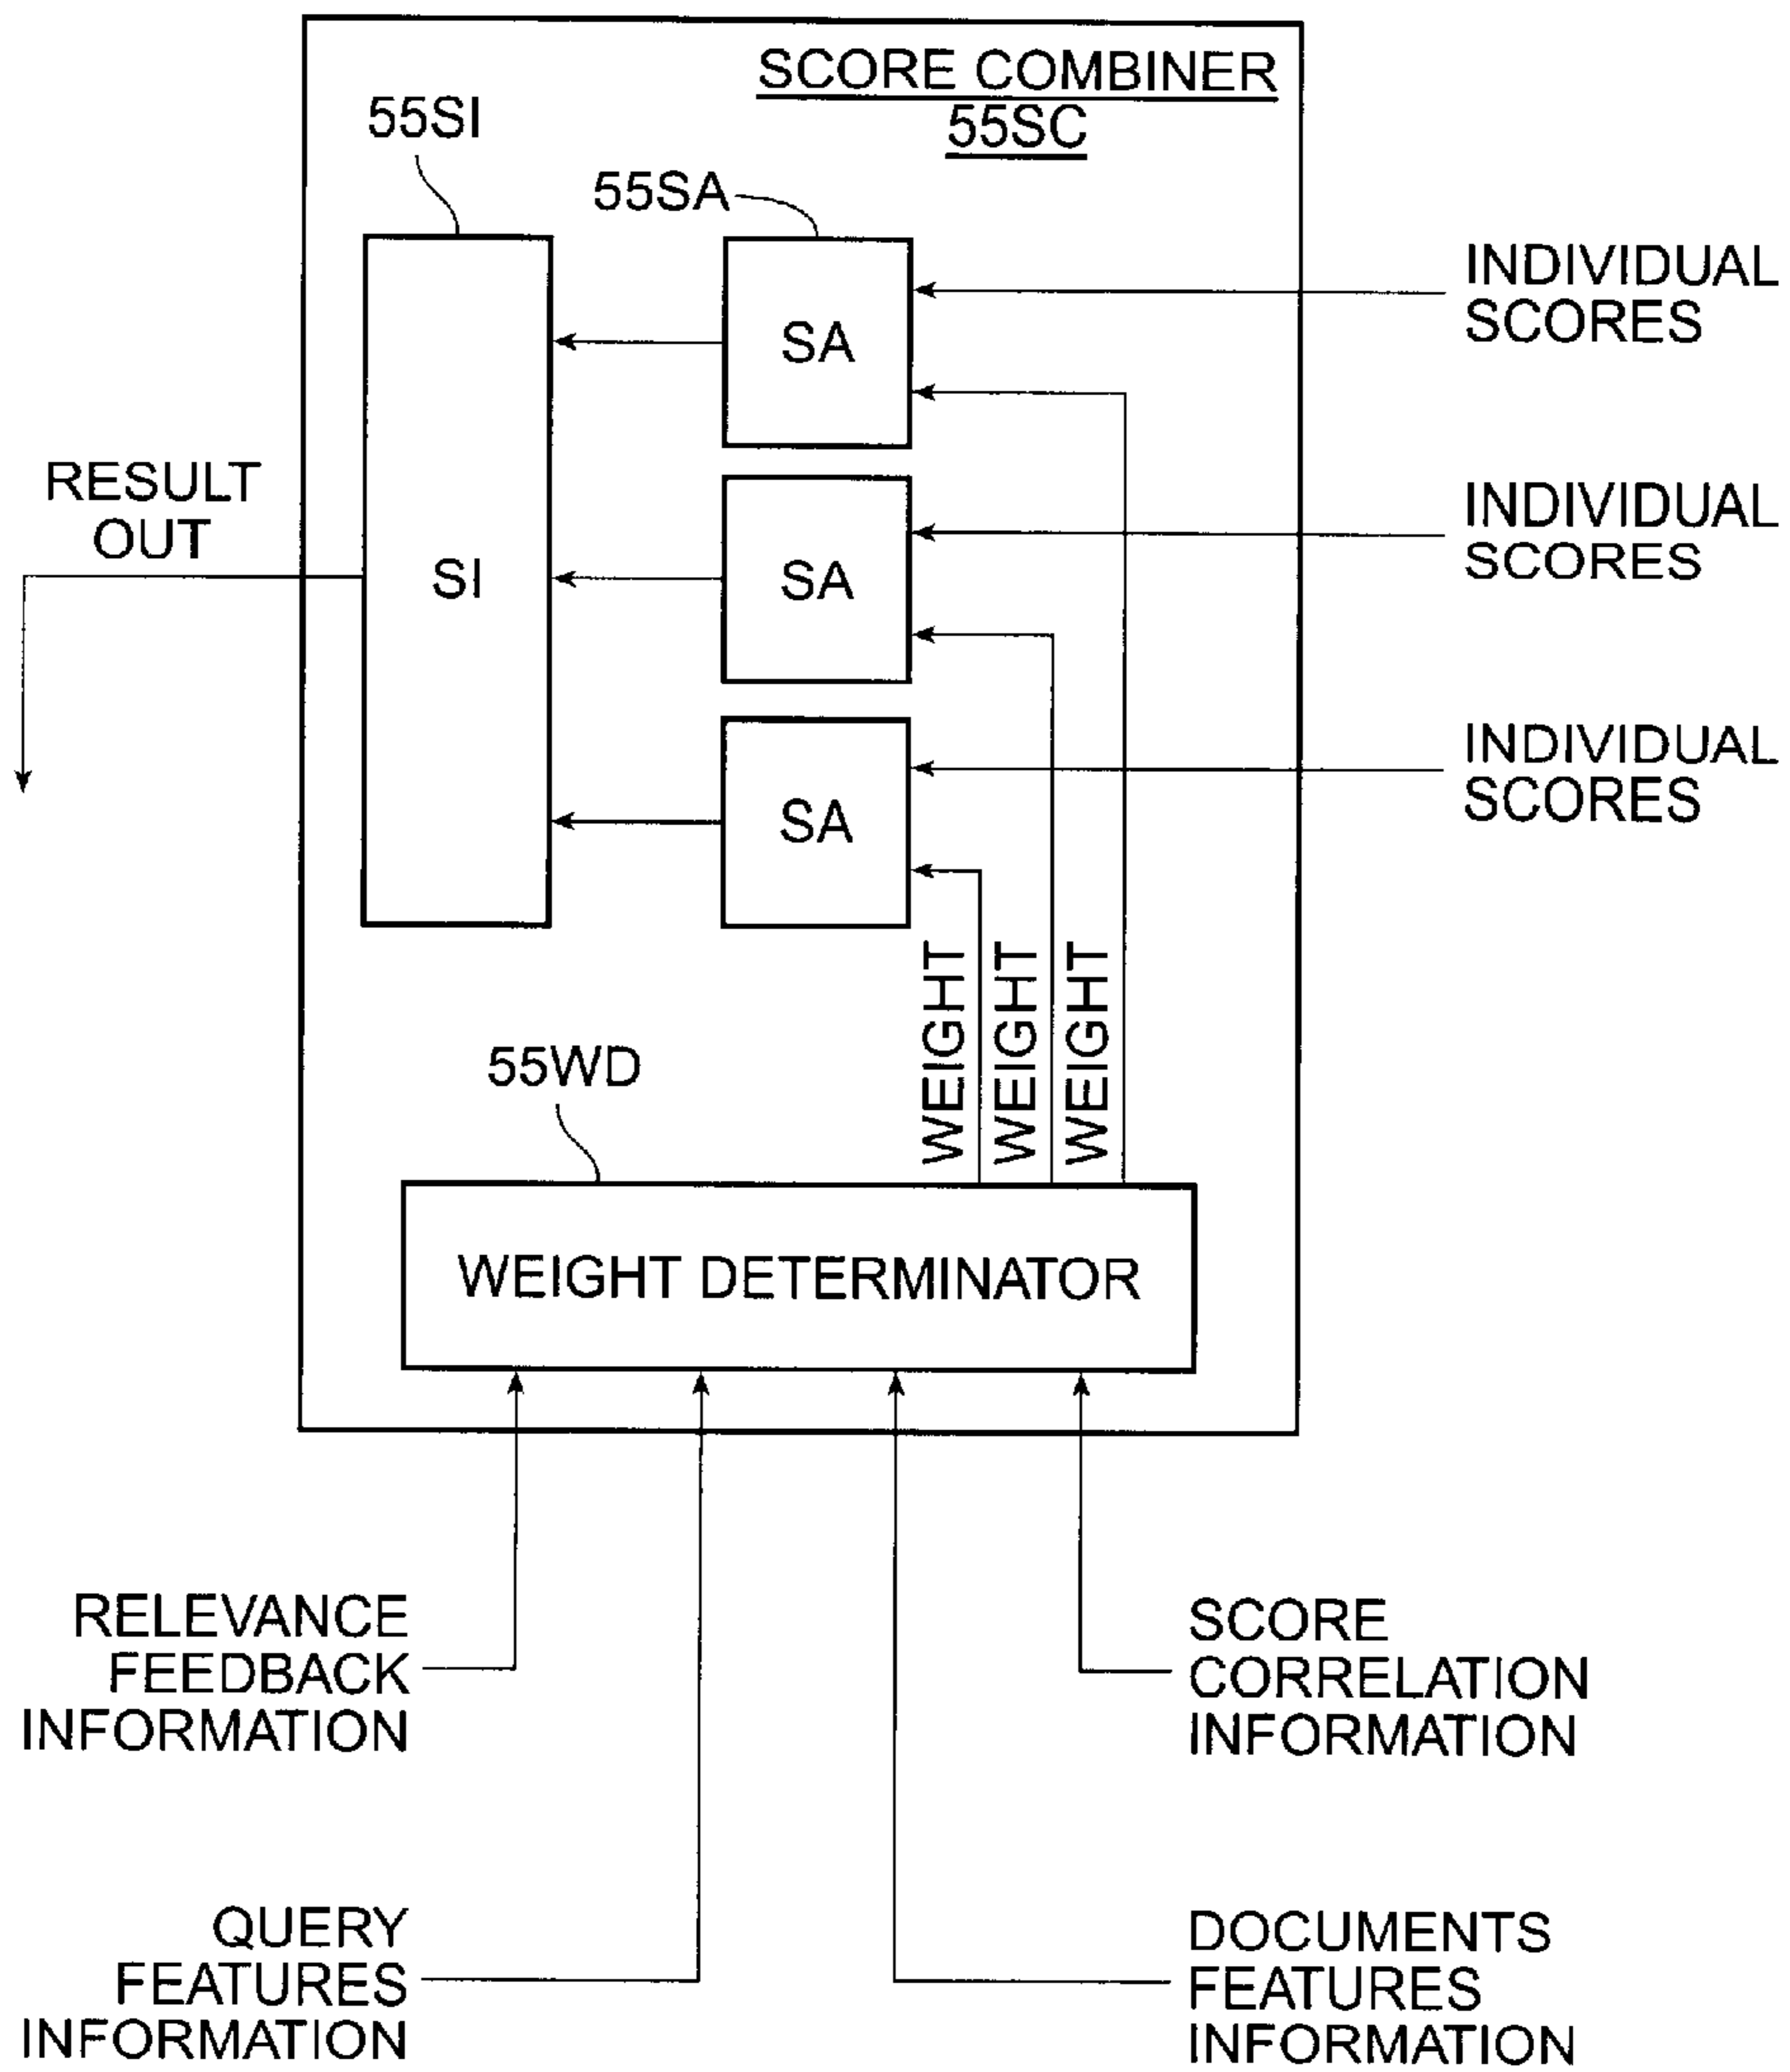 SCORE COMBINER
55SC
55SI
55SA
INDIVIDUAL
SCORES
SA
RESULT
OUT
INDIVIDUAL
SCORES
SI
SA
INDIVIDUAL
SCORES
SA
WEIGHT
WEIGHT
WEIGHT
55WD
WEIGHT DETERMINATOR
RELEVANCE
FEEDBACK
INFORMATION
SCORE
CORRELATION
INFORMATION
QUERY
FEATURES
INFORMATION
DOCUMENTS
FEATURES
INFORMATION